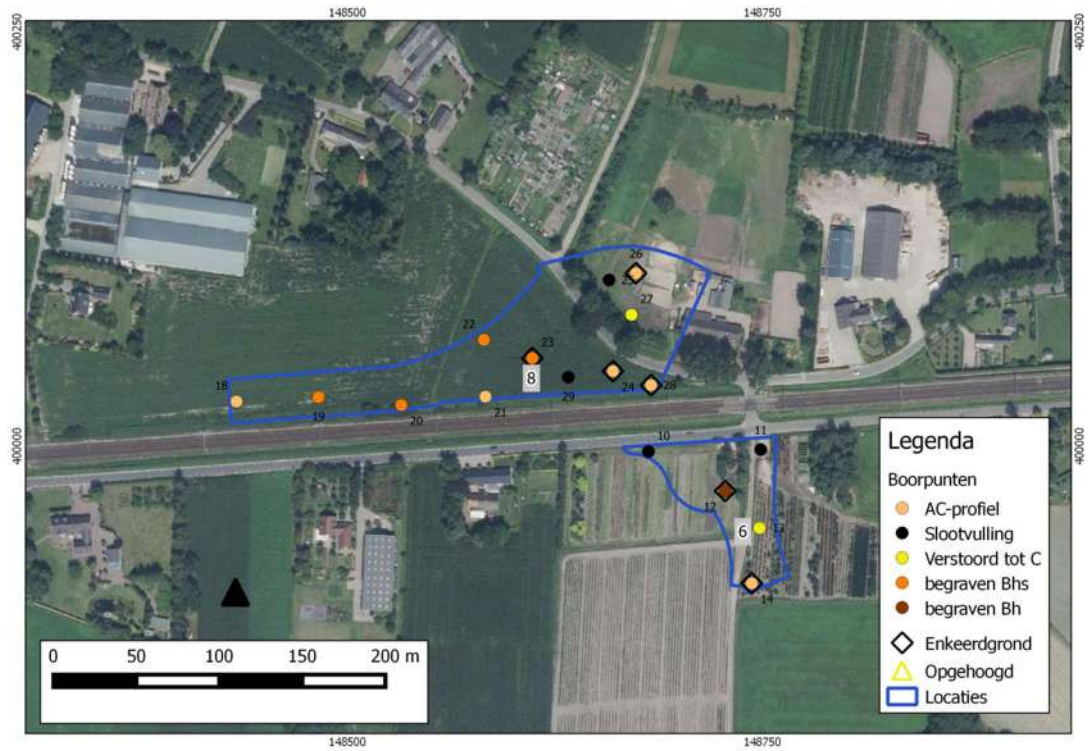 148500
148750
400250
400250
26
25
27
22
23
8
18
24
28
29
21
19
20
400000
400000
10
11
12
6
13
14
Legenda
Boorpunten
AC-profiel
Slootvulling
Verstoord tot C
begraven Bhs
begraven Bh
Enkeerdgrond
Opgehoogd
Locaties
0 50 100 150 200 m
148500
148750